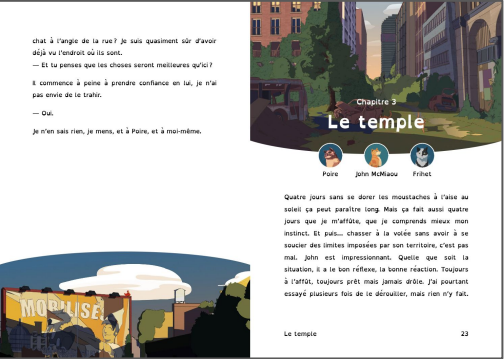 chat à l'angle de la rue ? Je suis quasiment sûr d'avoir
déjà vu l'endroit où ils sont.
— Et tu penses que les choses seront meilleures qu'ici ?
Il commence à peine à prendre confiance en lui, je n'ai
pas envie de le trahir.
— Oui.
Je n'en sais rien, je mens, et à Poire, et à moi-même.
MOBILISE
Chapitre 3
Le temple
Poire
John McMiaou
Frihet
Quatre jours sans se dorer les moustaches à l'aise au
soleil ça peut paraître long. Mais ça fait aussi quatre
jours que je m'affûte, que je comprends mieux mon
instinct. Et puis... chasser à la volée sans avoir à se
soucier des limites imposées par son territoire, c'est pas
mal. John est impressionnant. Quelle que soit la
situation, il a le bon réflexe, la bonne réaction. Toujours
à l'affût, toujours prêt mais jamais drôle. J'ai pourtant
essayé plusieurs fois de le dérouiller, mais rien n'y fait.
Le temple
23